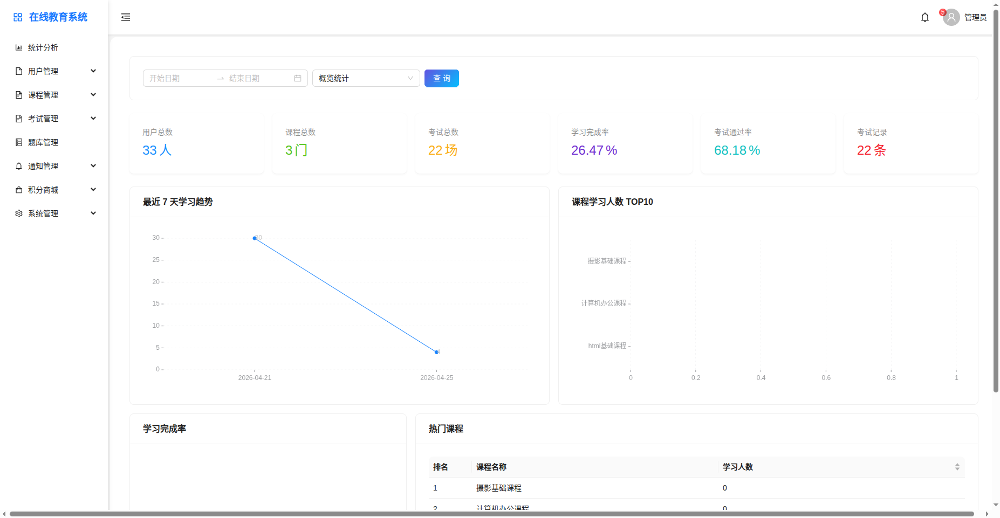 在线教育系统
5
管理员
统计分析
用户管理
课程管理
考试管理
题库管理
通知管理
积分商城
系统管理
开始日期
结束日期
概览统计
查 询
用户总数
33 人
课程总数
3 门
考试总数
22 场
学习完成率
26.47 %
考试通过率
68.18 %
考试记录
22 条
最近 7 天学习趋势
30
25
20
15
10
5
0
30
4
2026-04-21
2026-04-25
课程学习人数 TOP10
摄影基础课程
计算机办公课程
html基础课程
0
0.2
0.4
0.6
0.8
1
学习完成率
热门课程
排名 课程名称 学习人数
1 摄影基础课程 0
2 计算机办公课程 0